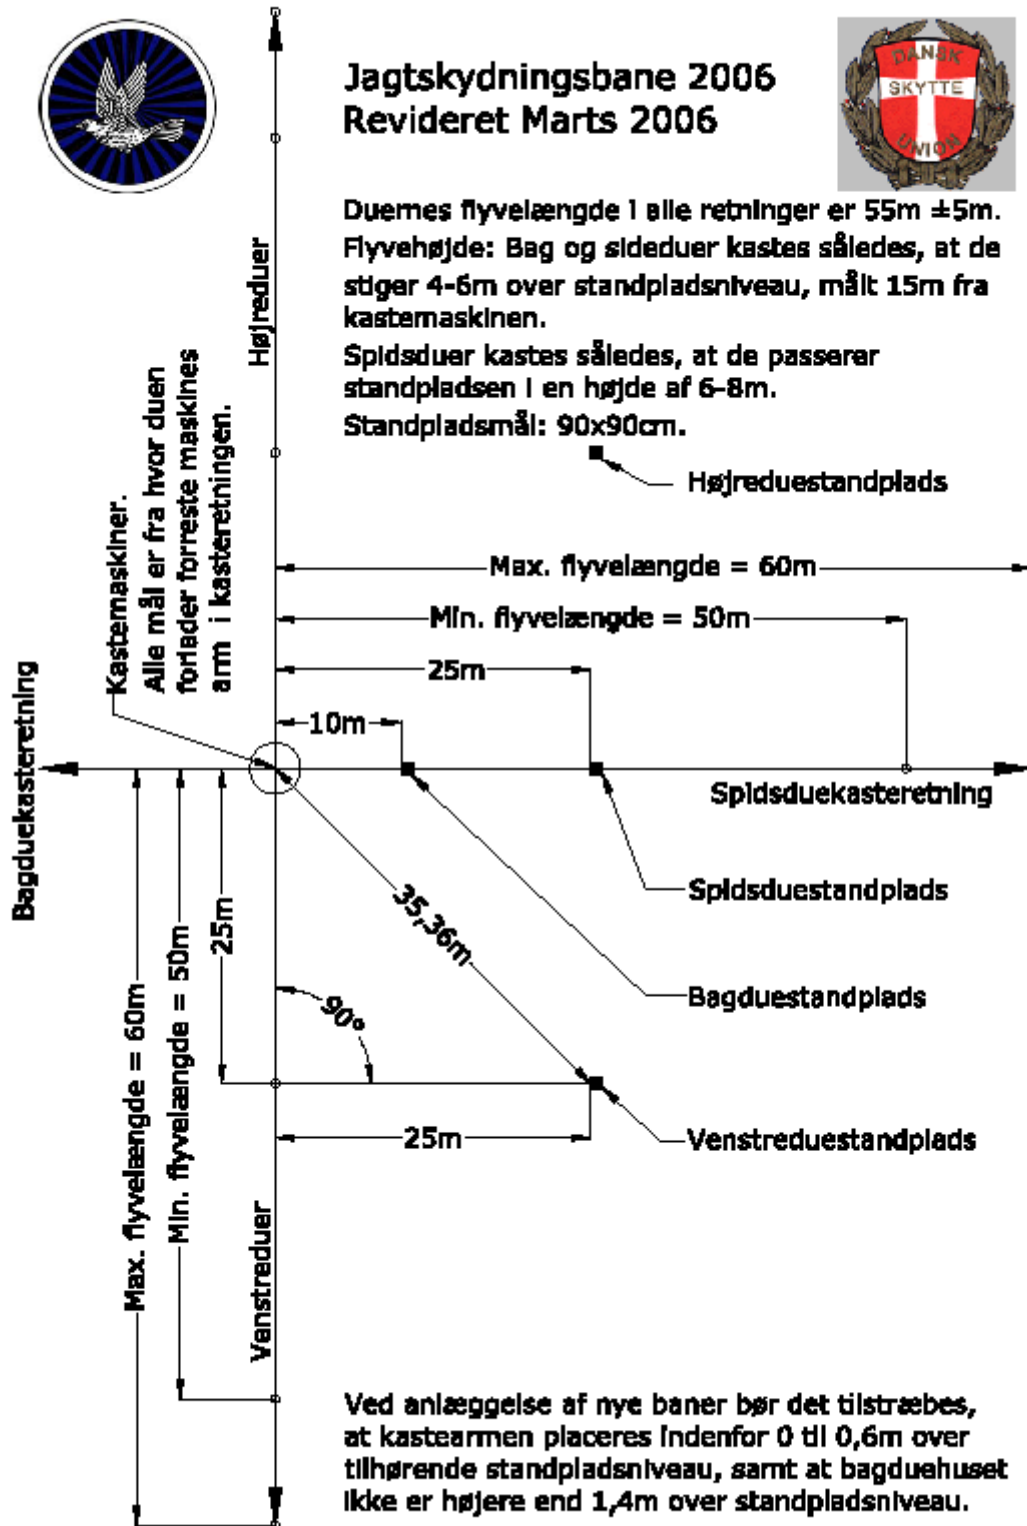 DANSK
SKYTTE
UNION
Jagtskydningsbane 2006
Revideret Marts 2006
Duernes flyvelængde i alle retninger er 55m ±5m.
Flyvehøjde: Bag og sideduer kastes således, at de
stiger 4-6m over standpladsniveau, målt 15m fra
kastemaskinen.
Spidsduer kastes således, at de passerer
standpladsen i en højde af 6-8m.
Standpladsmål: 90x90cm.
Højreduer
Højreduestandplads
Kastemaskiner.
Alle mål er fra hvor duen
forlader forreste maskines
arm i kasteretningen.
Max. flyvelængde = 60m
Min. flyvelængde = 50m
25m
10m
Bagduekasteretning
Spidsduekasteretning
Spidsduestandplads
35,36m
25m
Bagduestandplads
90°
Min. flyvelængde = 50m
Max. flyvelængde = 60m
25m
Venstreduestandplads
Venstreduer
Ved anlæggelse af nye baner bør det tilstræbes,
at kastearmen placeres indenfor 0 til 0,6m over
tilhørende standpladsniveau, samt at bagduehuset
ikke er højere end 1,4m over standpladsniveau.